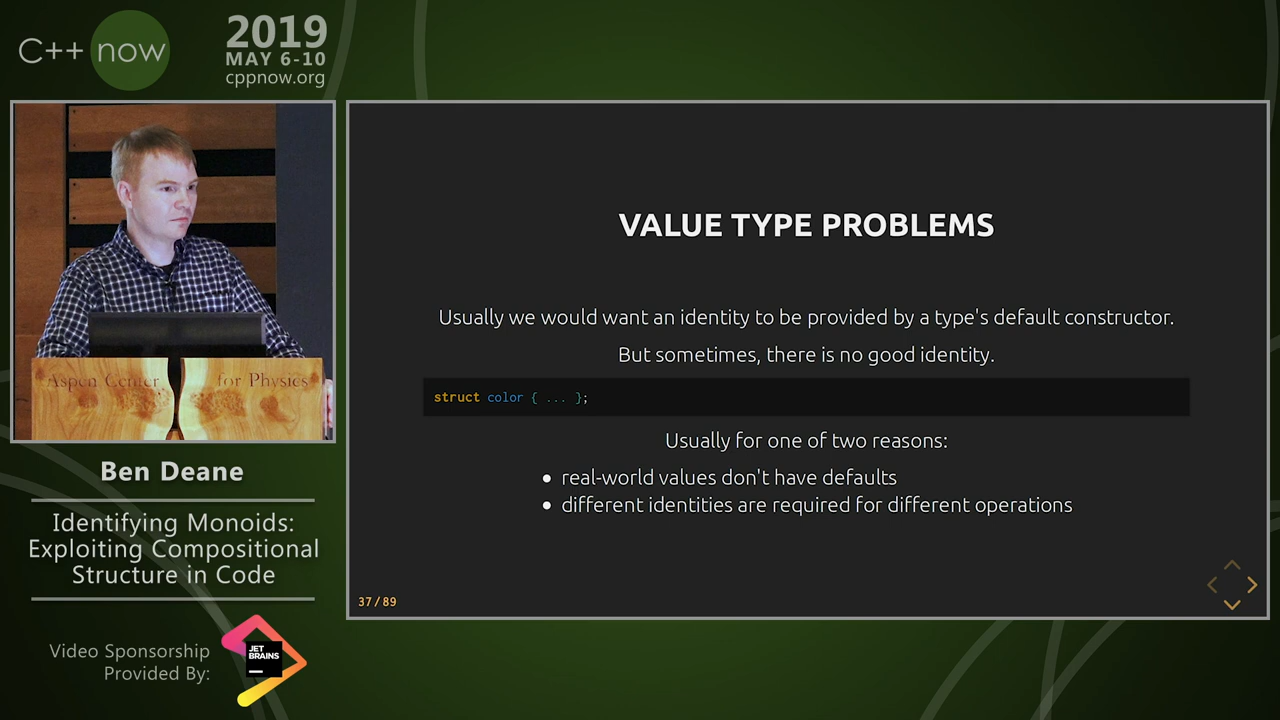 C++ now
2019
MAY 6-10
cppnow.org
Aspen Center for Physics
Ben Deane
Identifying Monoids:
Exploiting Compositional
Structure in Code
Video Sponsorship
Provided By:
JET
BRAINS
VALUE TYPE PROBLEMS
Usually we would want an identity to be provided by a type's default constructor.
But sometimes, there is no good identity.
struct color { ... };
Usually for one of two reasons:
• real-world values don't have defaults
• different identities are required for different operations
37/89